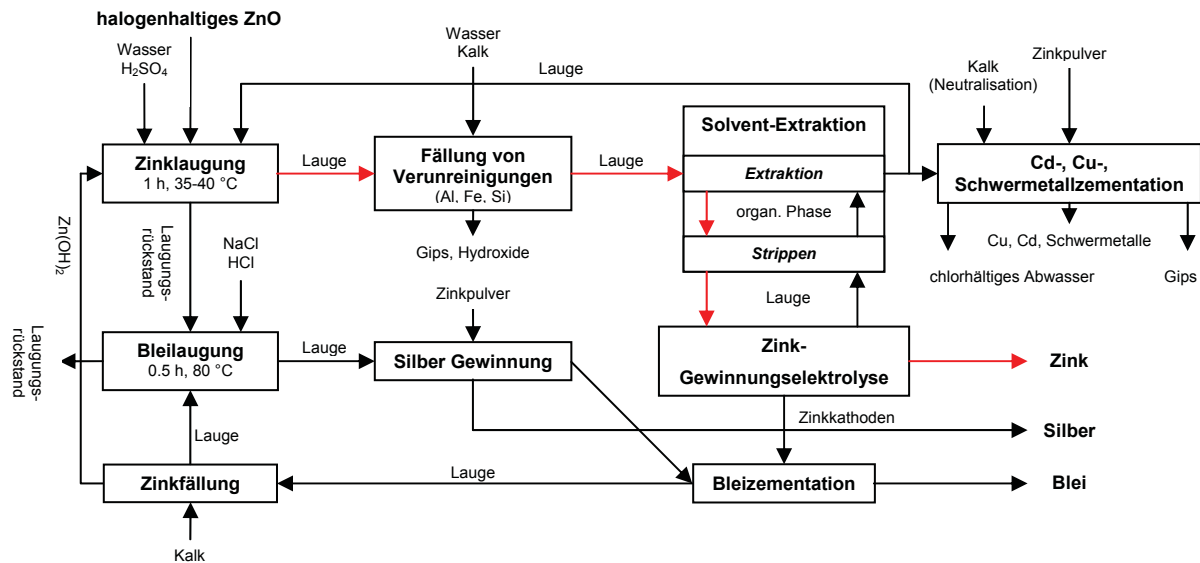 halogenhaltiges ZnO
Wasser
H₂SO₄
Wasser
Kalk
Lauge
Kalk
(Neutralisation)
Zinkpulver
Zinklaugung
1 h, 35-40 °C
Lauge
Fällung von
Verunreinigungen
(Al, Fe, Si)
Lauge
Solvent-Extraktion
Extraktion
organ. Phase
Strippen
Cd-, Cu-,
Schwermetallzementation
Zn(OH)₂
Laugungs-
rückstand
NaCl
HCl
Gips, Hydroxide
Cu, Cd, Schwermetalle
chlorhältiges Abwasser
Gips
Zinkpulver
Lauge
Laugungs-
rückstand
Bleilaugung
0.5 h, 80 °C
Lauge
Silber Gewinnung
Zink-
Gewinnungselektrolyse
Zink
Zinkkathoden
Silber
Lauge
Zinkfällung
Lauge
Bleizementation
Blei
Kalk